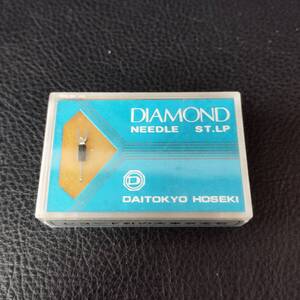 DIAMOND
NEEDLE ST.LP
D
DAITOKYO HOSEKI